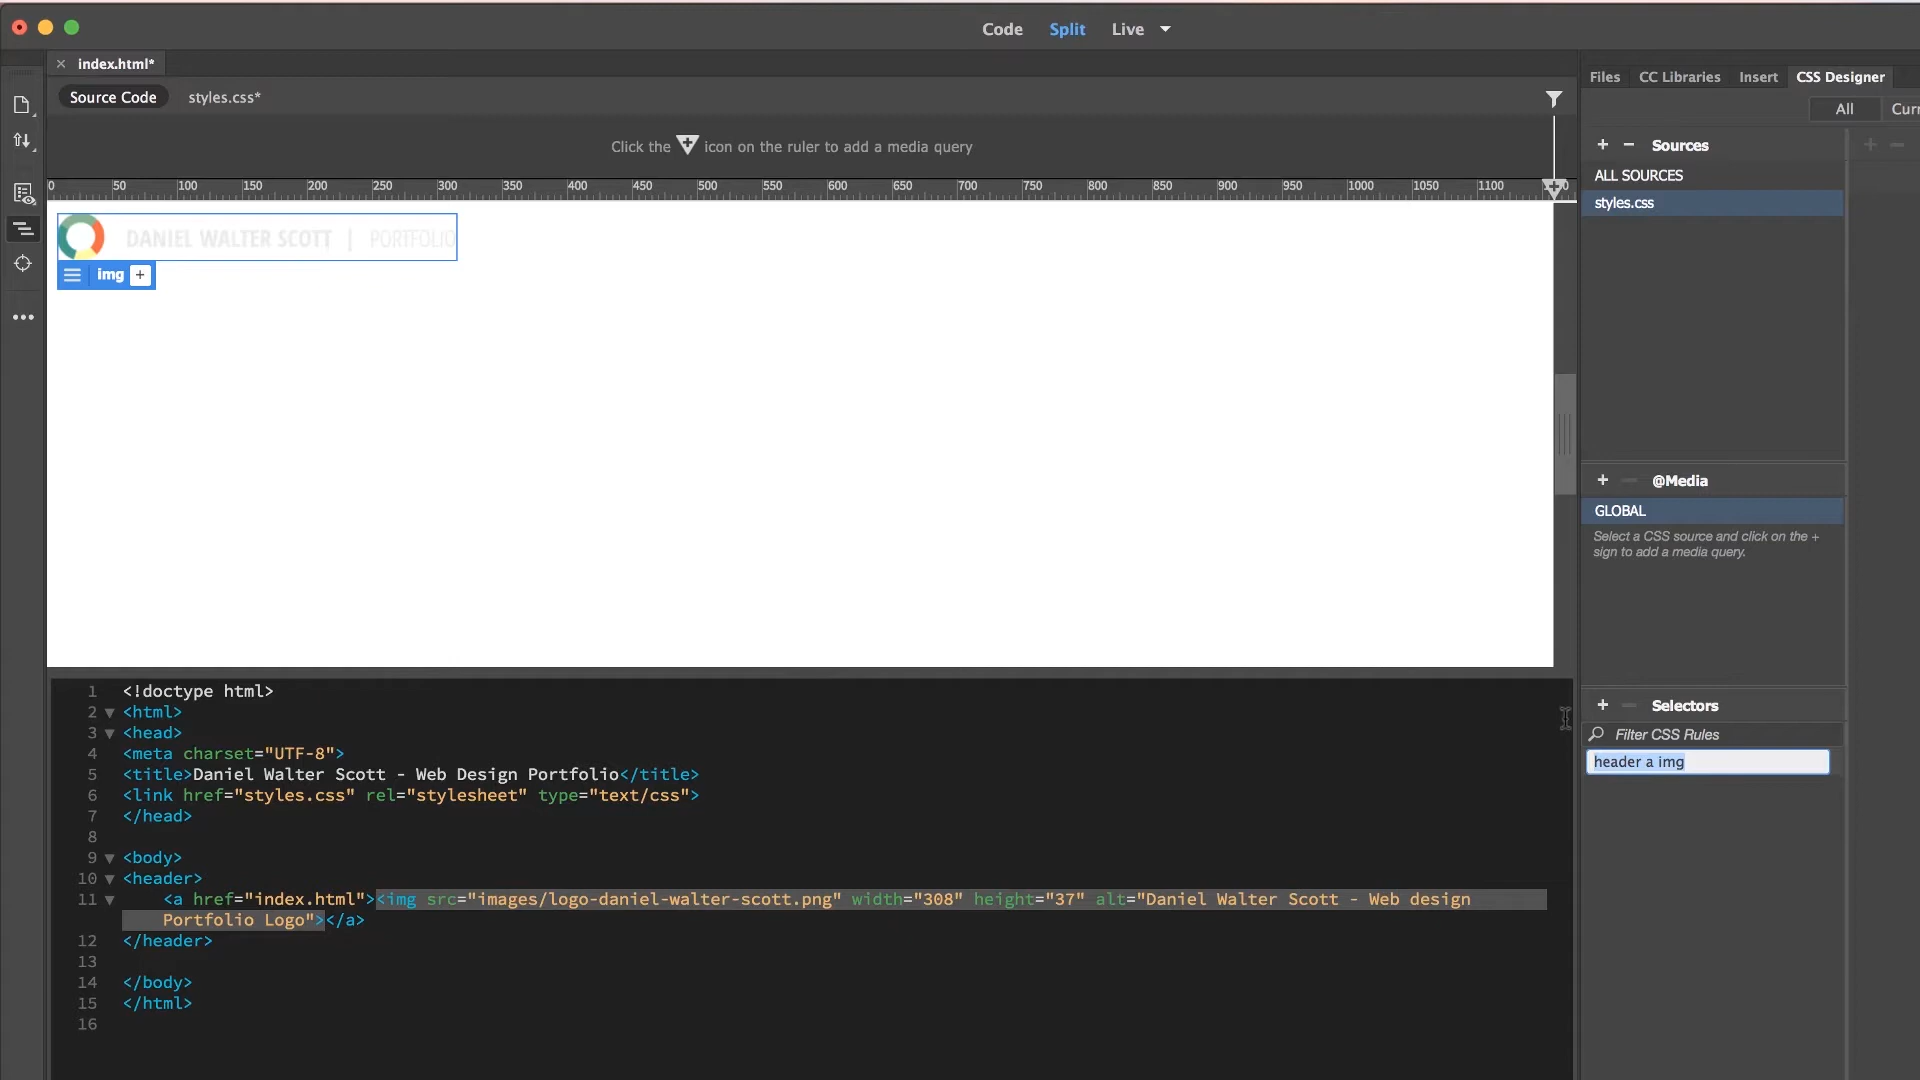 Code Split Live
index.html*
Source Code styles.css*
Click the icon on the ruler to add a media query
0 50 100 150 200 250 300 350 400 450 500 550 600 650 700 750 800 850 900 950 1000 1050 1100
DANIEL WALTER SCOTT | PORTFOLIO
img +
Files CC Libraries Insert CSS Designer
All Curr
+ − Sources
ALL SOURCES
styles.css
+ − @Media
GLOBAL
Select a CSS source and click on the +
sign to add a media query.
+ − Selectors
Filter CSS Rules
header a img
1 <!doctype html>
2 <html>
3 <head>
4 <meta charset="UTF-8">
5 <title>Daniel Walter Scott - Web Design Portfolio</title>
6 <link href="styles.css" rel="stylesheet" type="text/css">
7 </head>
8
9 <body>
10 <header>
11 <a href="index.html"><img src="images/logo-daniel-walter-scott.png" width="308" height="37" alt="Daniel Walter Scott - Web design
Portfolio Logo"></a>
12 </header>
13
14 </body>
15 </html>
16